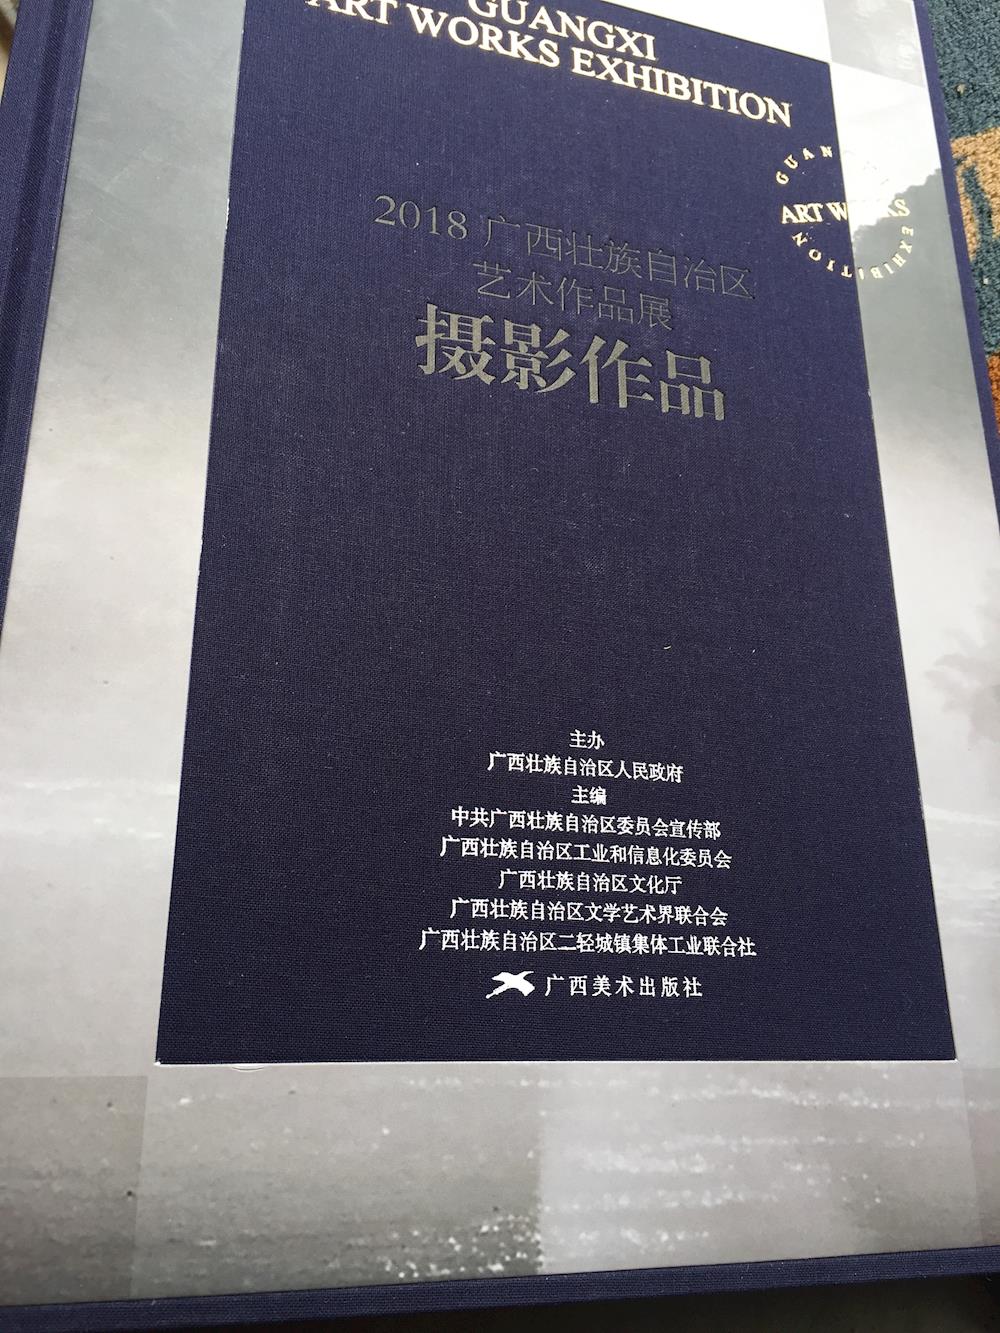 GUANGXI
ART WORKS EXHIBITION
GUAN
ART W KS
EXHIBITION
2018 广西壮族自治区
艺术作品展
摄影作品
主办
广西壮族自治区人民政府
主编
中共广西壮族自治区委员会宣传部
广西壮族自治区工业和信息化委员会
广西壮族自治区文化厅
广西壮族自治区文学艺术界联合会
广西壮族自治区二轻城镇集体工业联合社
广西美术出版社